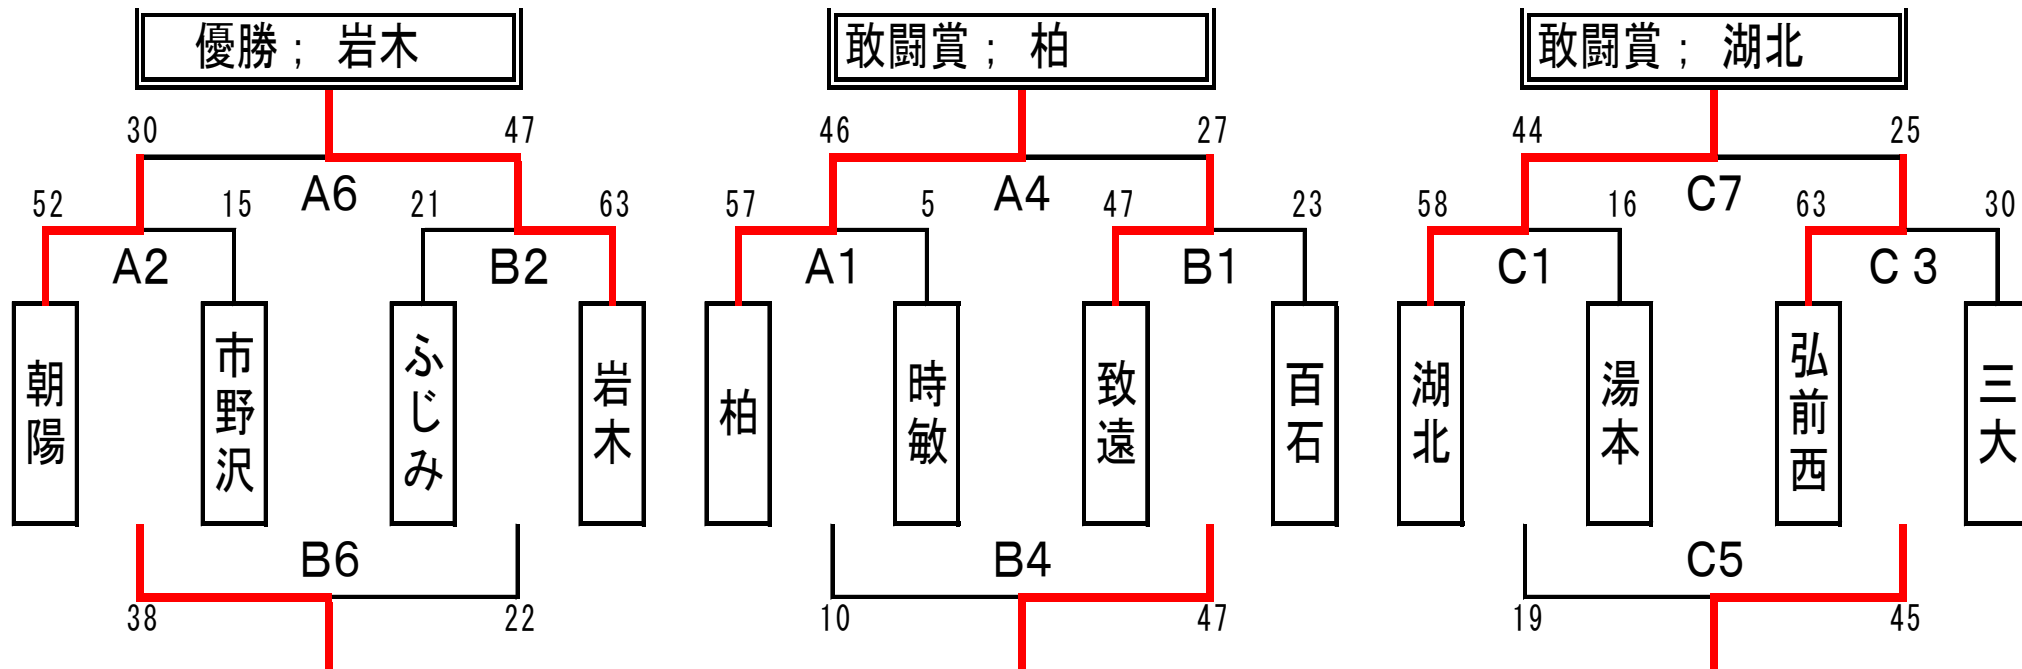 優勝； 岩木
敢闘賞； 柏
敢闘賞； 湖北
30 47 46 27 44 25
A6 A4 C7
52 15 21 63 57 5 47 23 58 16 63 30
A2 B2 A1 B1 C1 C 3
朝陽
市野沢
ふじみ
岩木
柏
時敏
致遠
百石
湖北
湯本
弘前西
三大
B6 B4 C5
38 22 10 47 19 45